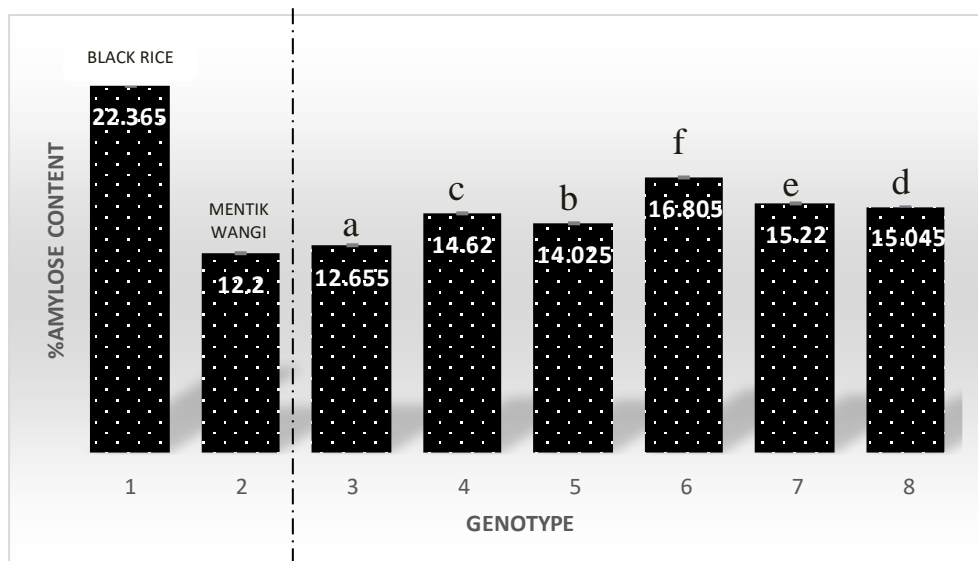 BLACK RICE
22.365
MENTIK
WANGI
12.2
a
12.655
c
14.62
b
14.025
f
16.805
e
15.22
d
15.045
%AMYLOSE CONTENT
1 2 3 4 5 6 7 8
GENOTYPE